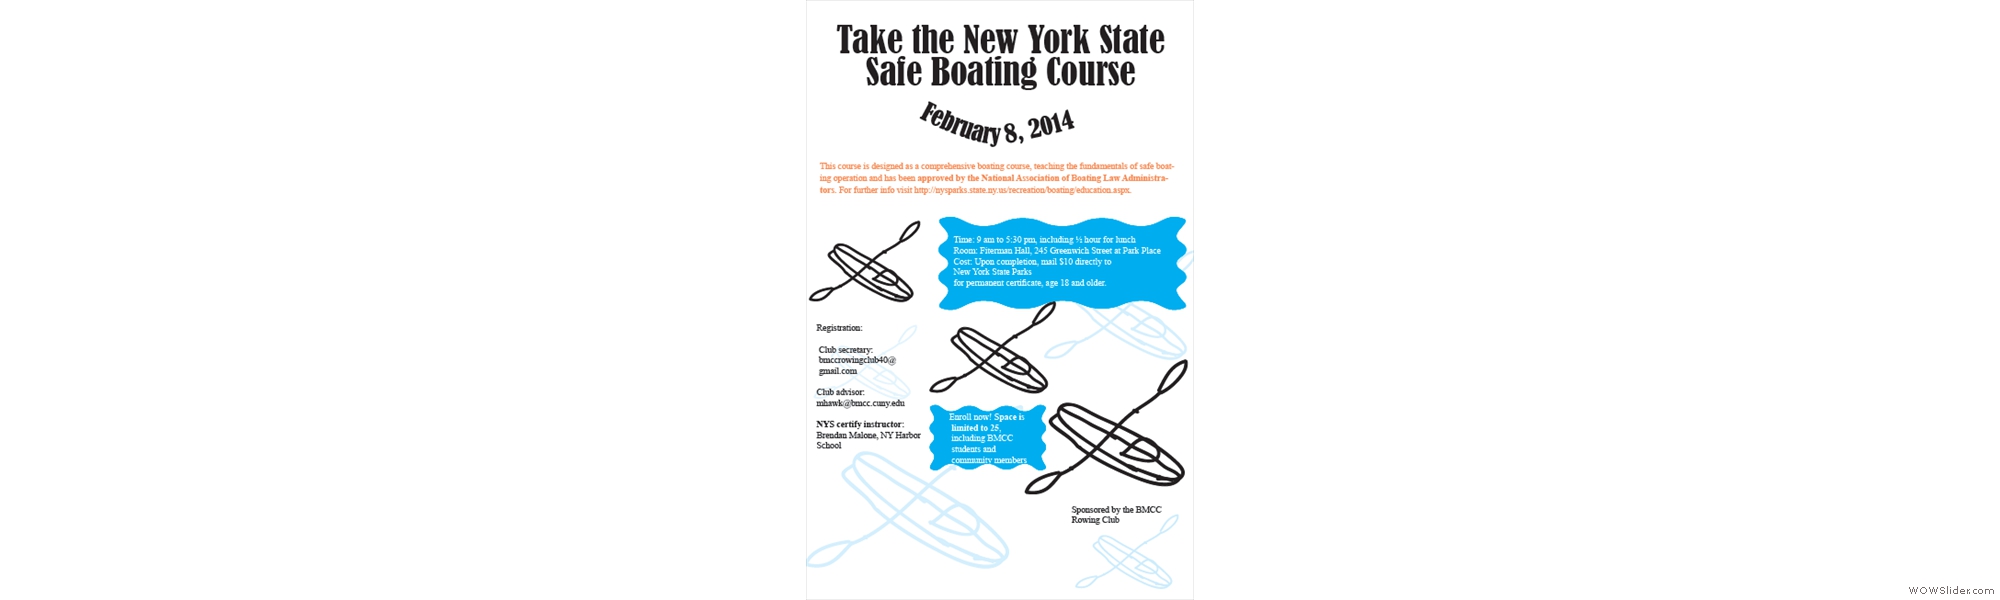 Take the New York State
Safe Boating Course
February 8, 2014
This course is designed as a comprehensive boating course, teaching the fundamentals of safe boat-
ing operation and has been approved by the National Association of Boating Law Administra-
tors. For further info visit http://nysparks.state.ny.us/recreation/boating/education.aspx.
Time: 9 am to 5:30 pm, including ½ hour for lunch
Room: Fiterman Hall, 245 Greenwich Street at Park Place
Cost: Upon completion, mail $10 directly to
New York State Parks
for permanent certificate, age 18 and older.
Registration:
Club secretary:
bmccrowingclub40@
gmail.com
Club advisor:
mhawk@bmcc.cuny.edu
NYS certify instructor:
Brendan Malone, NY Harbor
School
Enroll now! Space is
limited to 25,
including BMCC
students and
community members
Sponsored by the BMCC
Rowing Club
WOWSlider.com